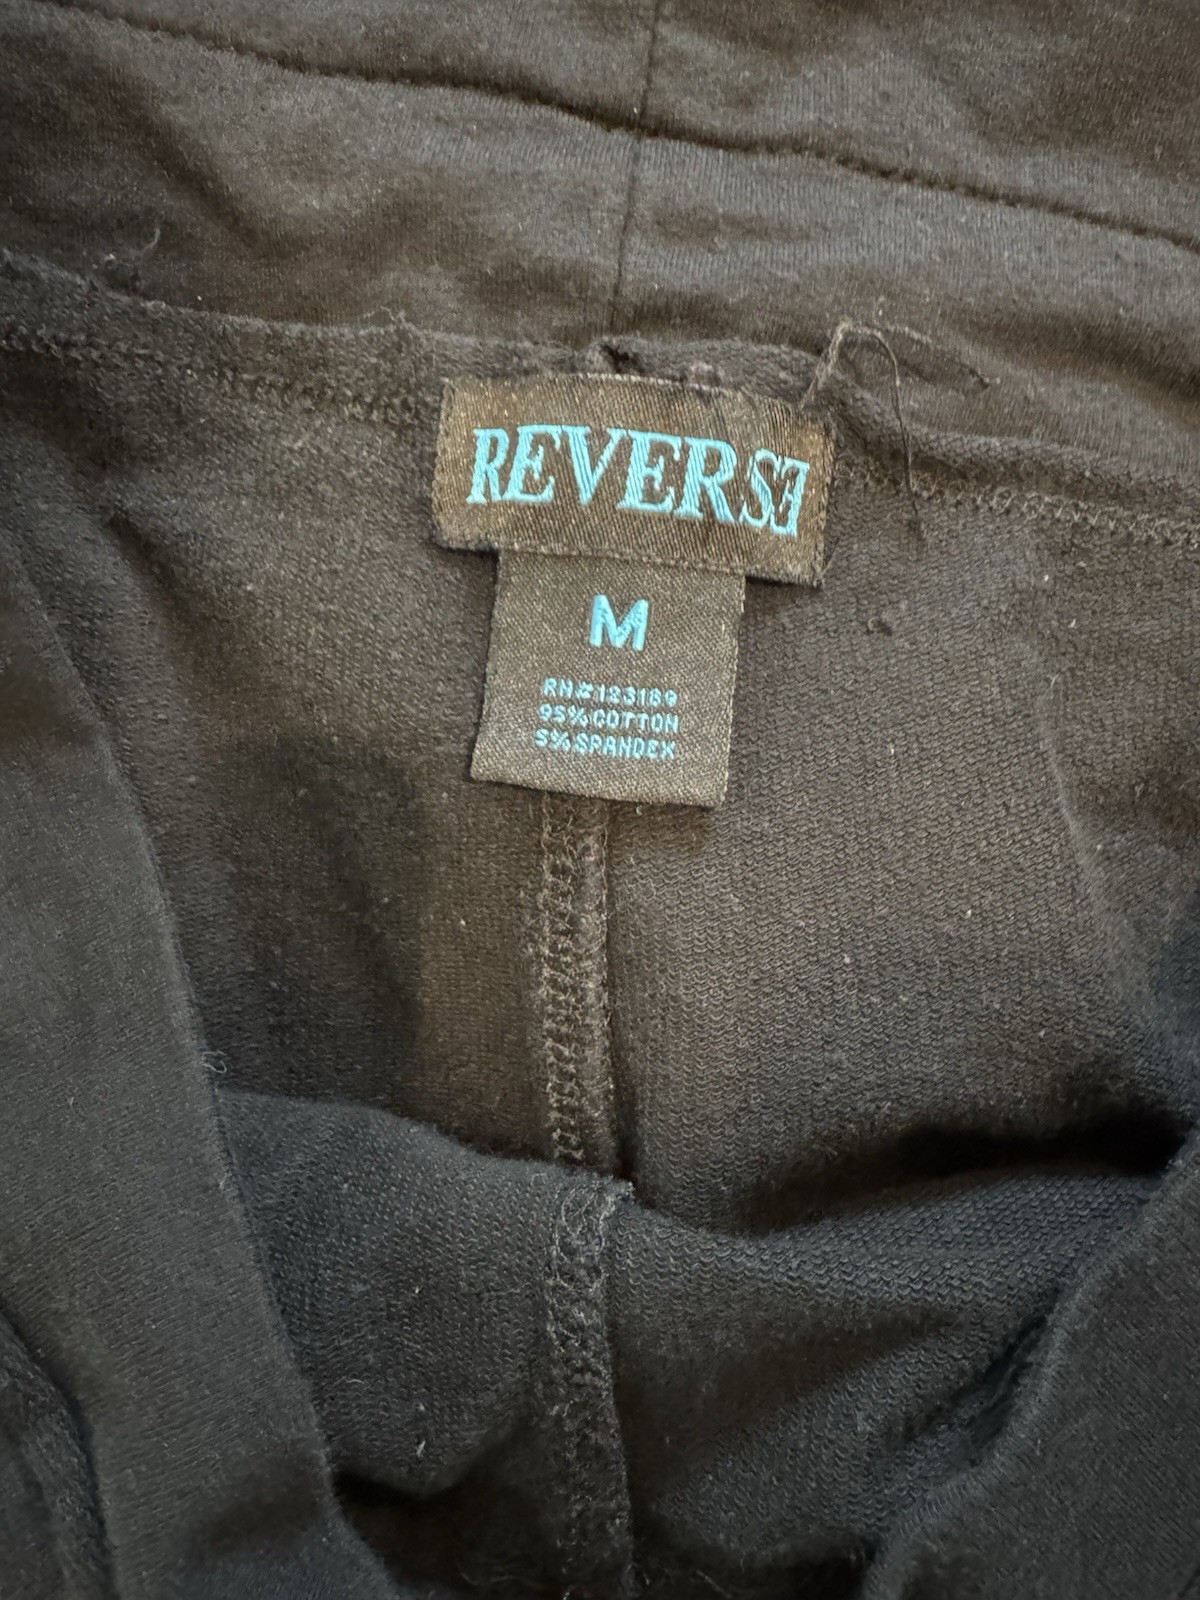 REVERSE
M
RN#123189
95%COTTON
5%SPANDEX